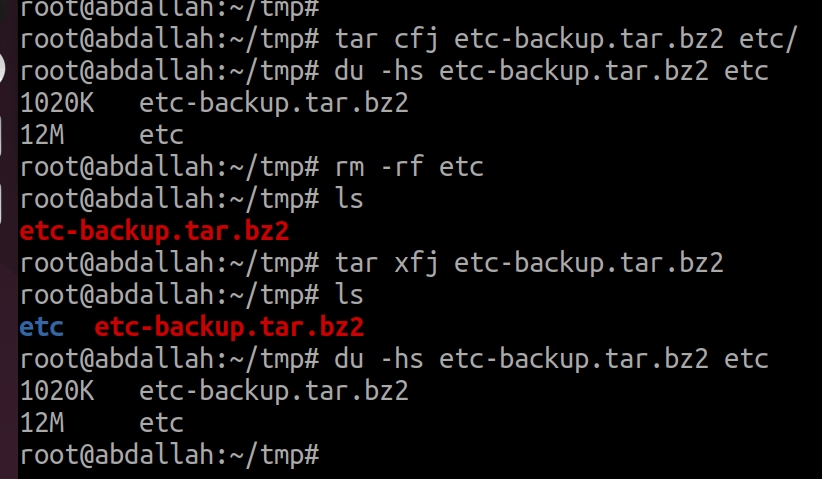 root@abdallah:~/tmp#
root@abdallah:~/tmp# tar cfj etc-backup.tar.bz2 etc/
root@abdallah:~/tmp# du -hs etc-backup.tar.bz2 etc
1020K   etc-backup.tar.bz2
12M     etc
root@abdallah:~/tmp# rm -rf etc
root@abdallah:~/tmp# ls
etc-backup.tar.bz2
root@abdallah:~/tmp# tar xfj etc-backup.tar.bz2
root@abdallah:~/tmp# ls
etc  etc-backup.tar.bz2
root@abdallah:~/tmp# du -hs etc-backup.tar.bz2 etc
1020K   etc-backup.tar.bz2
12M     etc
root@abdallah:~/tmp#